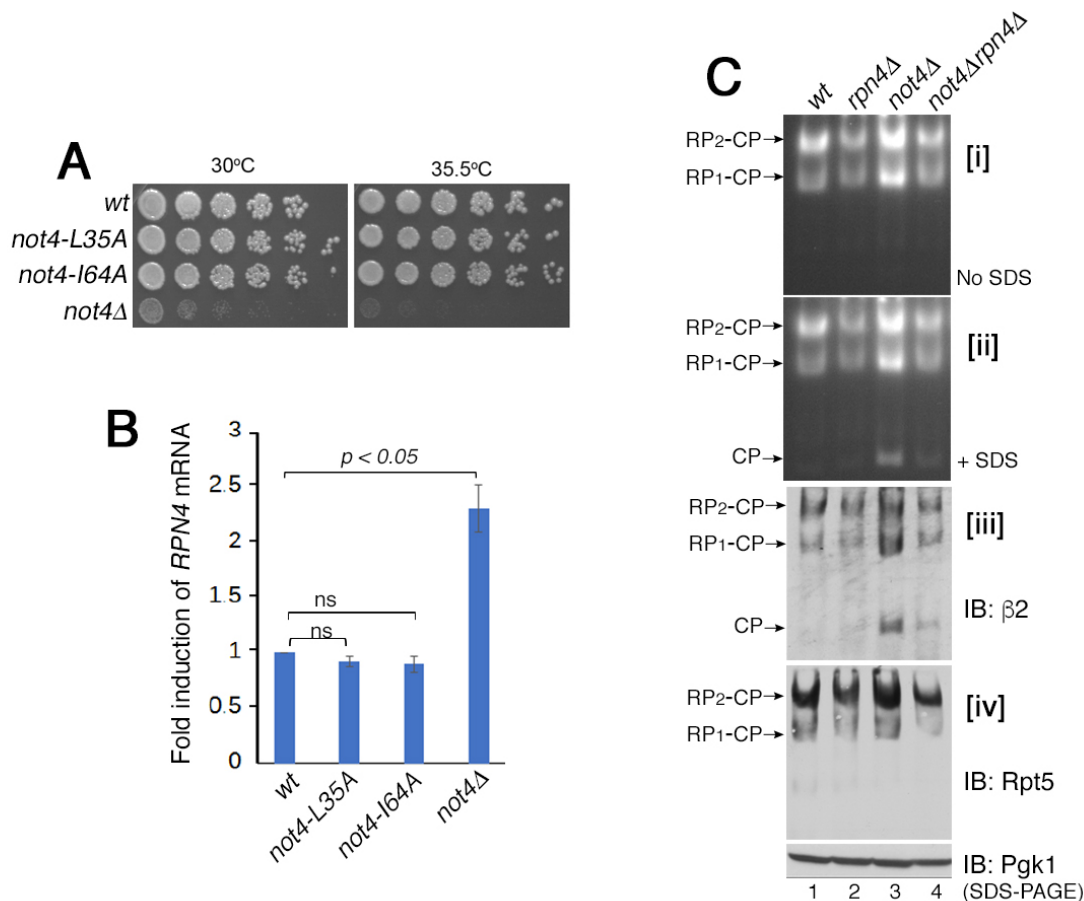 A
30°C
35.5°C
wt
not4-L35A
not4-I64A
not4Δ
B
Fold induction of RPN4 mRNA
3
2.5
2
1.5
1
0.5
0
p < 0.05
ns
ns
wt
not4-L35A
not4-I64A
not4Δ
C
wt
rpn4Δ
not4Δ
not4Δrpn4Δ
RP2-CP
[i]
RP1-CP
No SDS
RP2-CP
[ii]
RP1-CP
CP
+ SDS
RP2-CP
[iii]
RP1-CP
CP
IB: β2
RP2-CP
[iv]
RP1-CP
IB: Rpt5
IB: Pgk1
1 2 3 4 (SDS-PAGE)